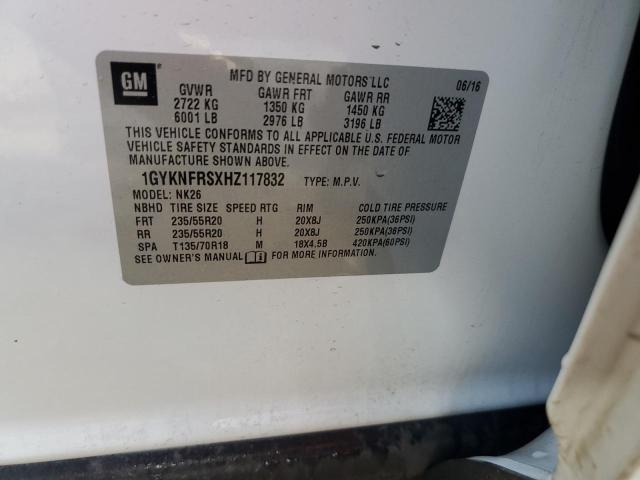 GM
MFD BY GENERAL MOTORS LLC 06/16
GVWR GAWR FRT GAWR RR
2722 KG 1350 KG 1450 KG
6001 LB 2976 LB 3196 LB
THIS VEHICLE CONFORMS TO ALL APPLICABLE U.S. FEDERAL MOTOR
VEHICLE SAFETY STANDARDS IN EFFECT ON THE DATE OF
MANUFACTURE SHOWN ABOVE.
1GYKNFRSXHZ117832 TYPE: M.P.V.
MODEL: NK26
NBHD TIRE SIZE SPEED RTG RIM COLD TIRE PRESSURE
FRT 235/55R20 H 20X8J 250KPA(36PSI)
RR 235/55R20 H 20X8J 250KPA(36PSI)
SPA T135/70R18 M 18X4.5B 420KPA(60PSI)
SEE OWNER'S MANUAL FOR MORE INFORMATION.